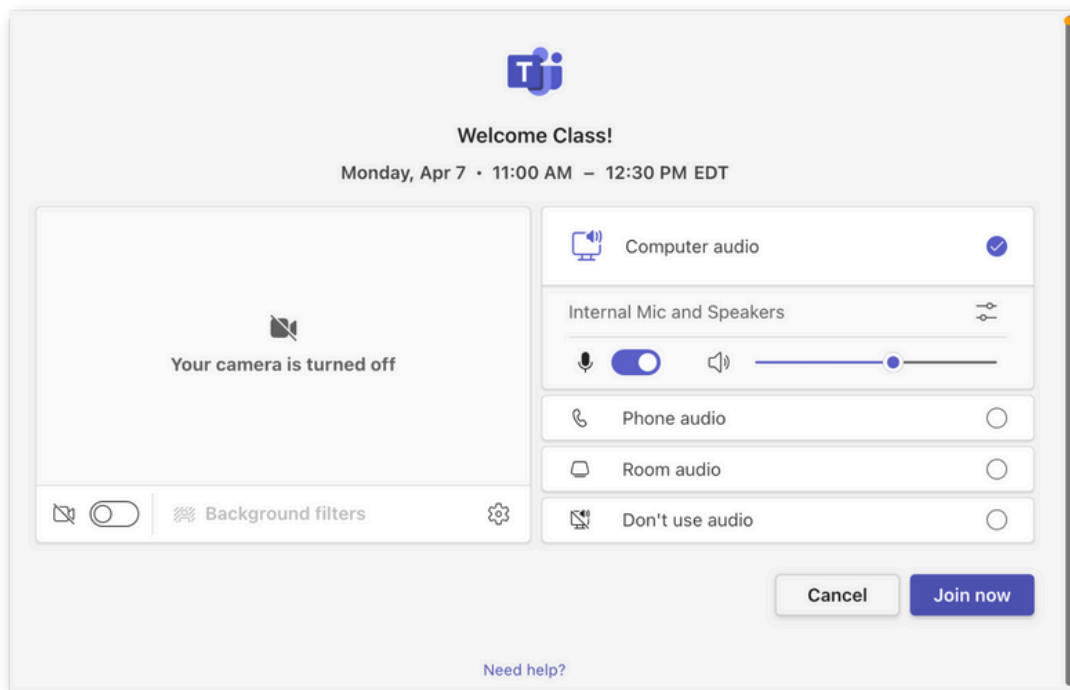 T
Welcome Class!
Monday, Apr 7 • 11:00 AM – 12:30 PM EDT
Your camera is turned off
Background filters
Computer audio
Internal Mic and Speakers
Phone audio
Room audio
Don't use audio
Cancel
Join now
Need help?